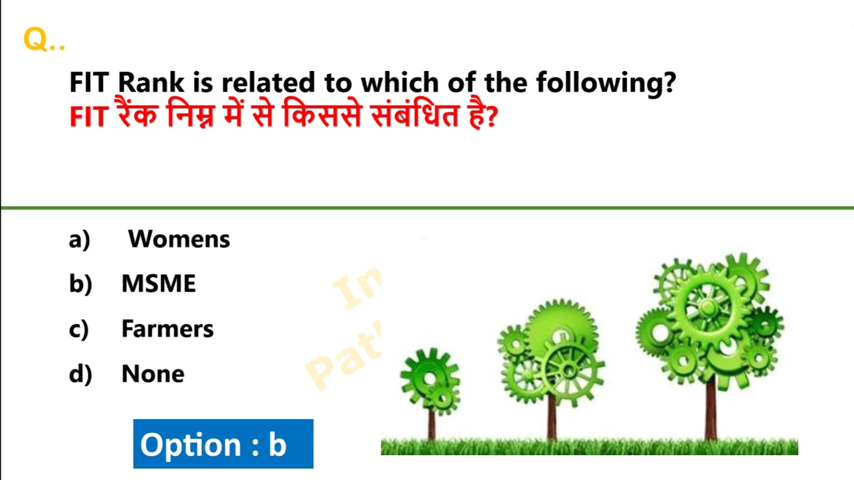 Q..
FIT Rank is related to which of the following?
FIT रैंक निम्न में से किससे संबंधित है?
a) Womens
b) MSME
c) Farmers
d) None
Option : b